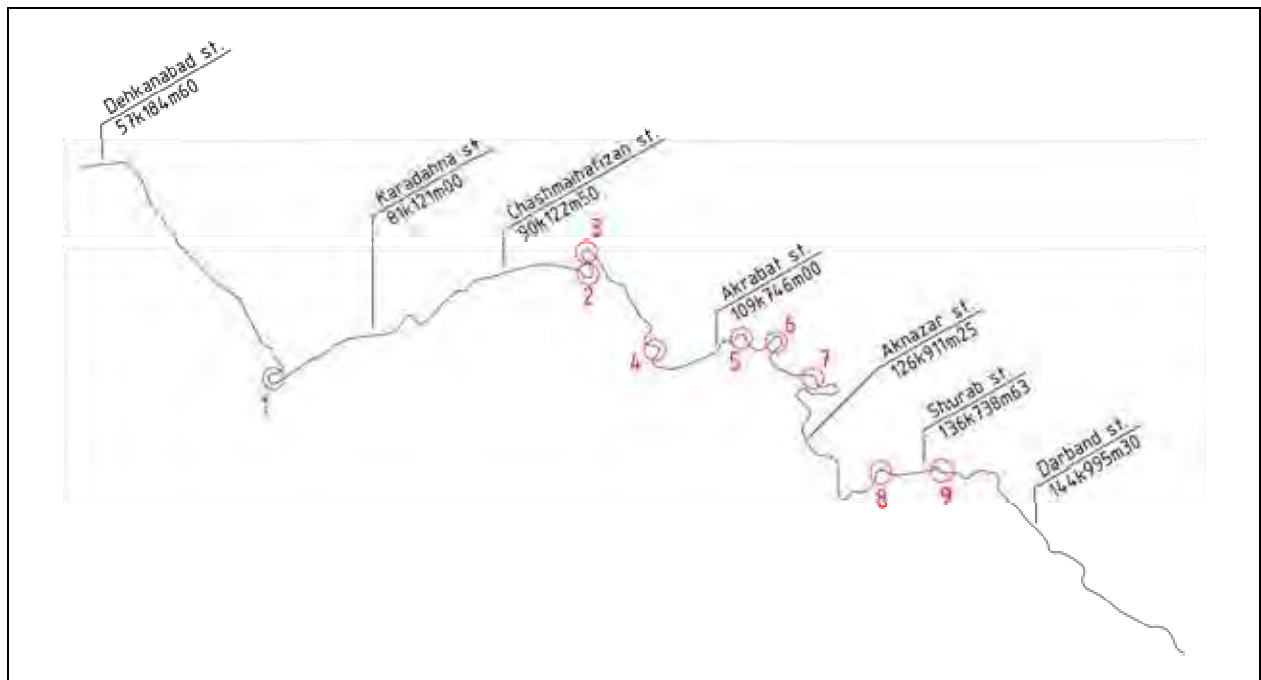 Dehkanabad st.
57k184m60
Karadahna st
81k121m00
Chashmaihafizan st.
90k122m50
3
2
Akrabat st.
109k746m00
4
5
6
7
Aknazar st.
126k911m25
Shurab st.
136k738m63
Darband st.
144k995m30
8
9